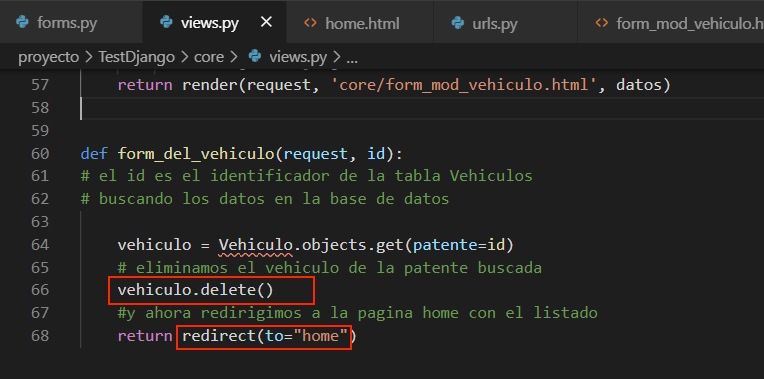 forms.py views.py home.html urls.py form_mod_vehiculo.h
proyecto > TestDjango > core > views.py > ...
57 return render(request, 'core/form_mod_vehiculo.html', datos)
58
59
60 def form_del_vehiculo(request, id):
61 # el id es el identificador de la tabla Vehiculos
62 # buscando los datos en la base de datos
63
64 vehiculo = Vehiculo.objects.get(patente=id)
65 # eliminamos el vehiculo de la patente buscada
66 vehiculo.delete()
67 #y ahora redirigimos a la pagina home con el listado
68 return redirect(to="home")